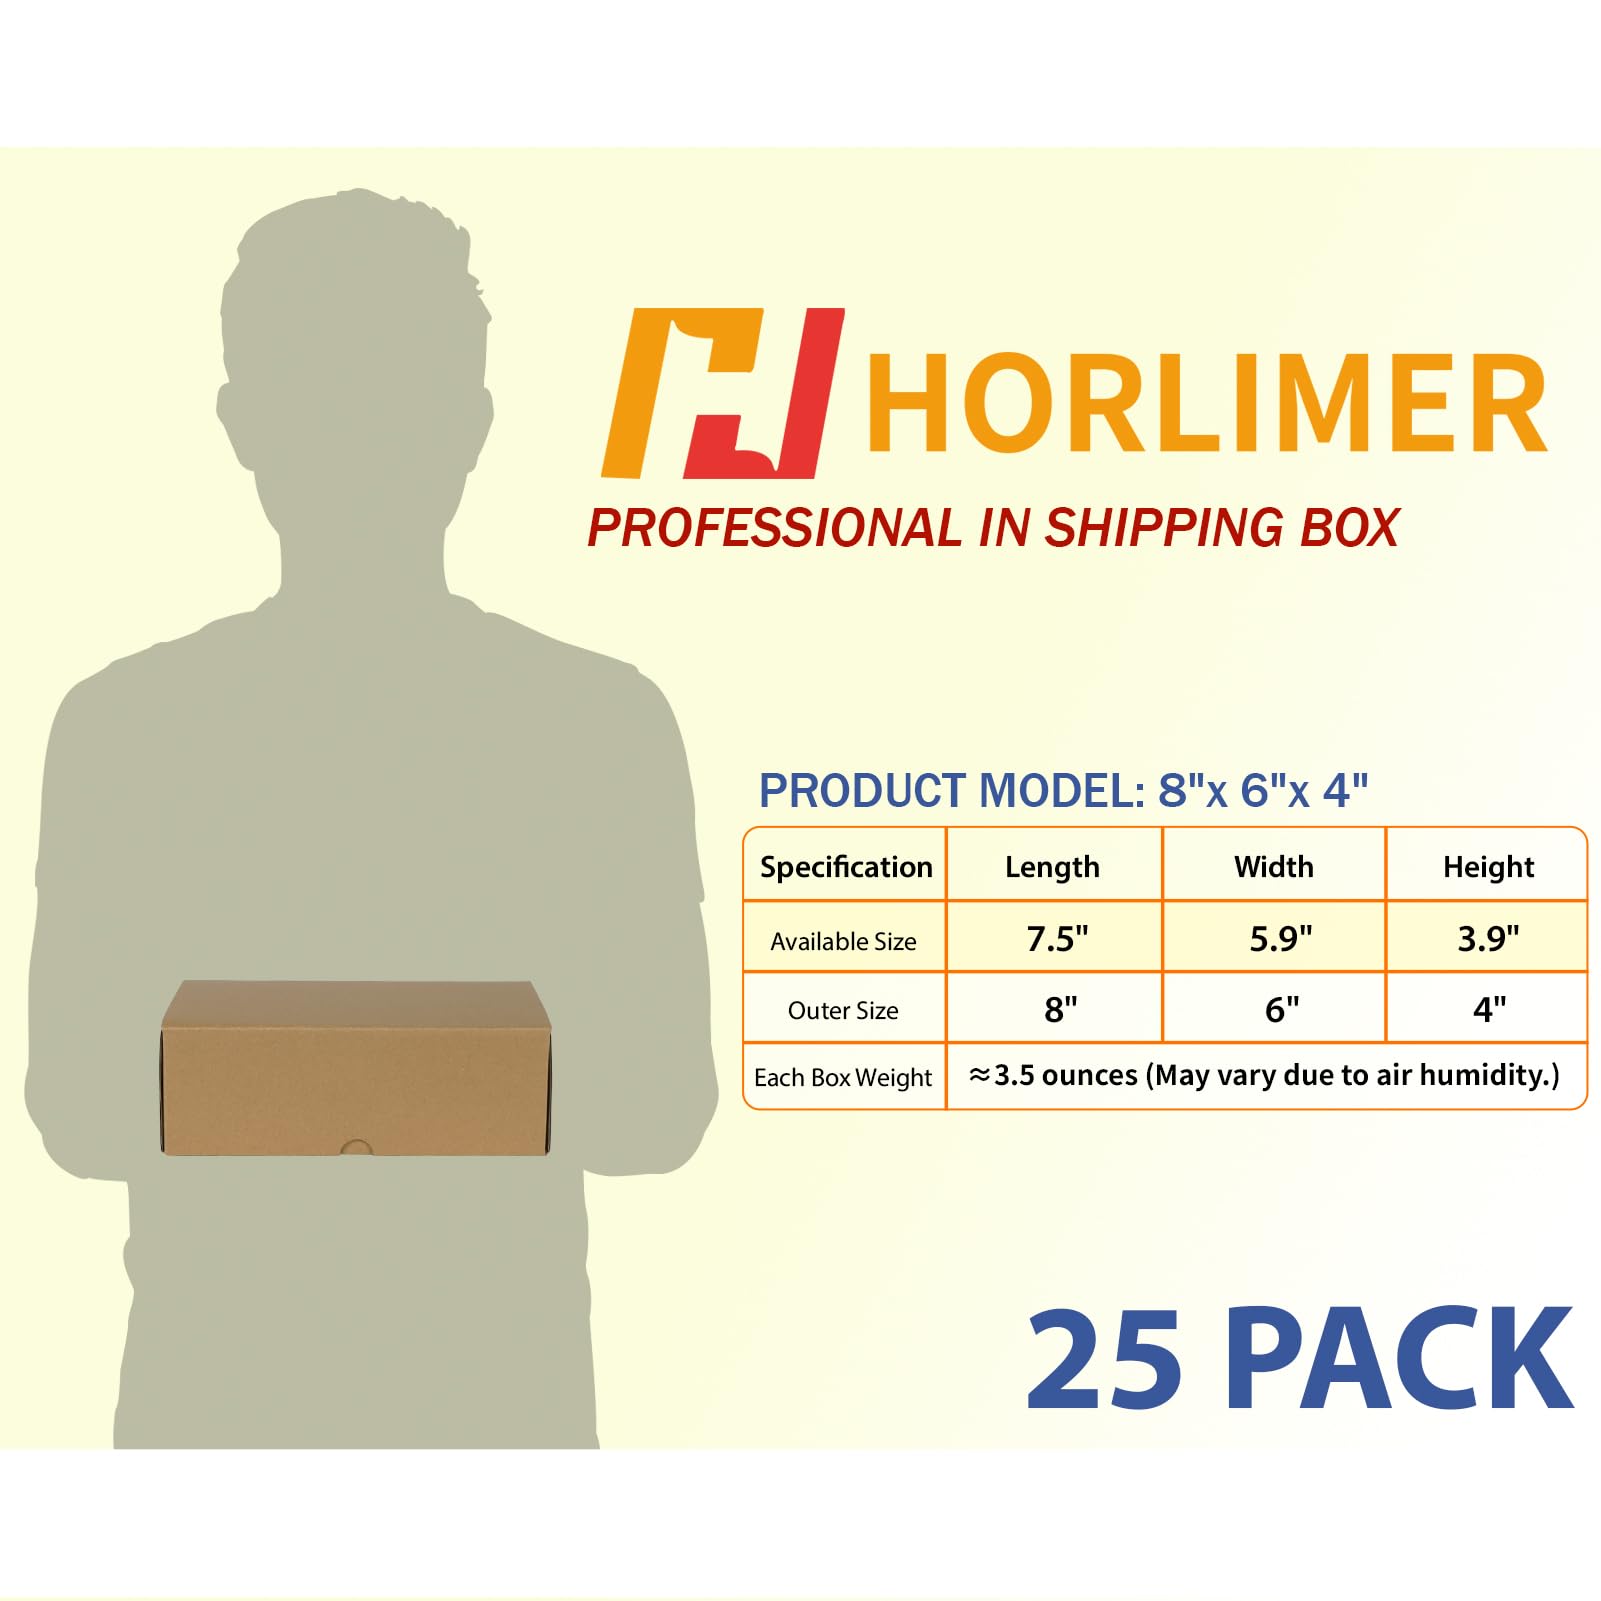 HORLIMER
PROFESSIONAL IN SHIPPING BOX
PRODUCT MODEL: 8"x 6"x 4"
Specification Length Width Height
Available Size 7.5" 5.9" 3.9"
Outer Size 8" 6" 4"
Each Box Weight ≈3.5 ounces (May vary due to air humidity.)
25 PACK